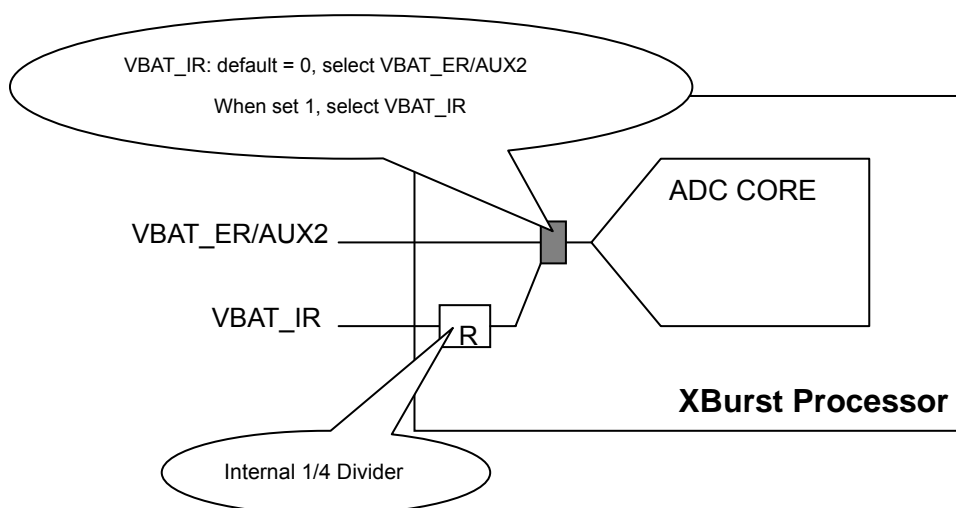 VBAT_IR: default = 0, select VBAT_ER/AUX2
When set 1, select VBAT_IR
ADC CORE
VBAT_ER/AUX2
VBAT_IR
R
XBurst Processor
Internal 1/4 Divider